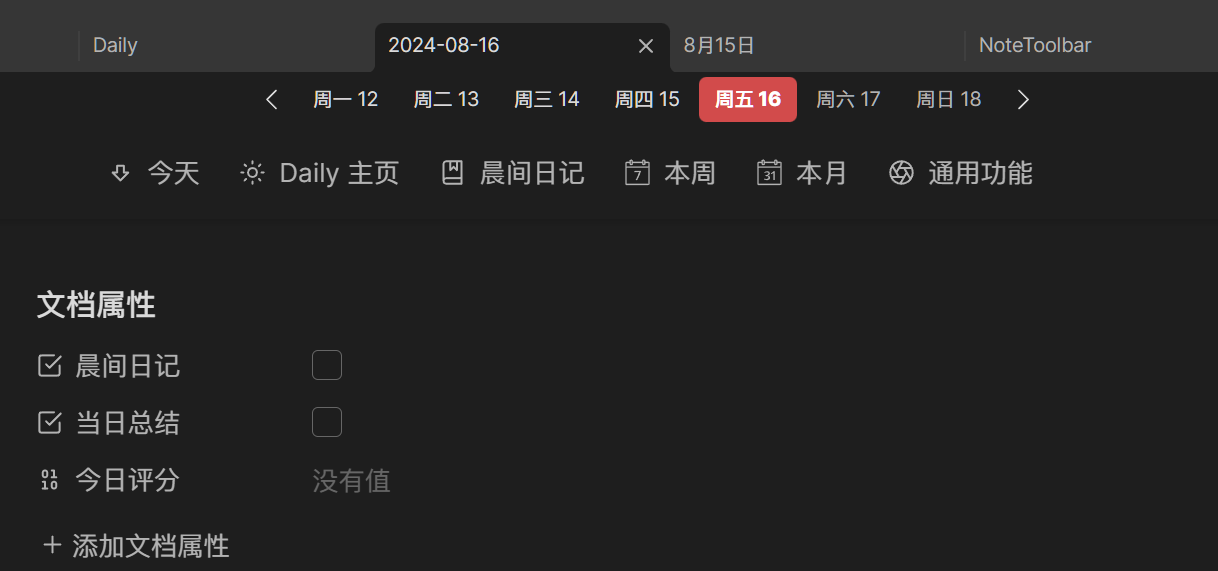 Daily 2024-08-16 8月15日 NoteToolbar
周一 12 周二 13 周三 14 周四 15 周五 16 周六 17 周日 18
今天 Daily 主页 晨间日记 7 本周 31 本月 通用功能
文档属性
晨间日记
当日总结
0110 今日评分 没有值
+ 添加文档属性